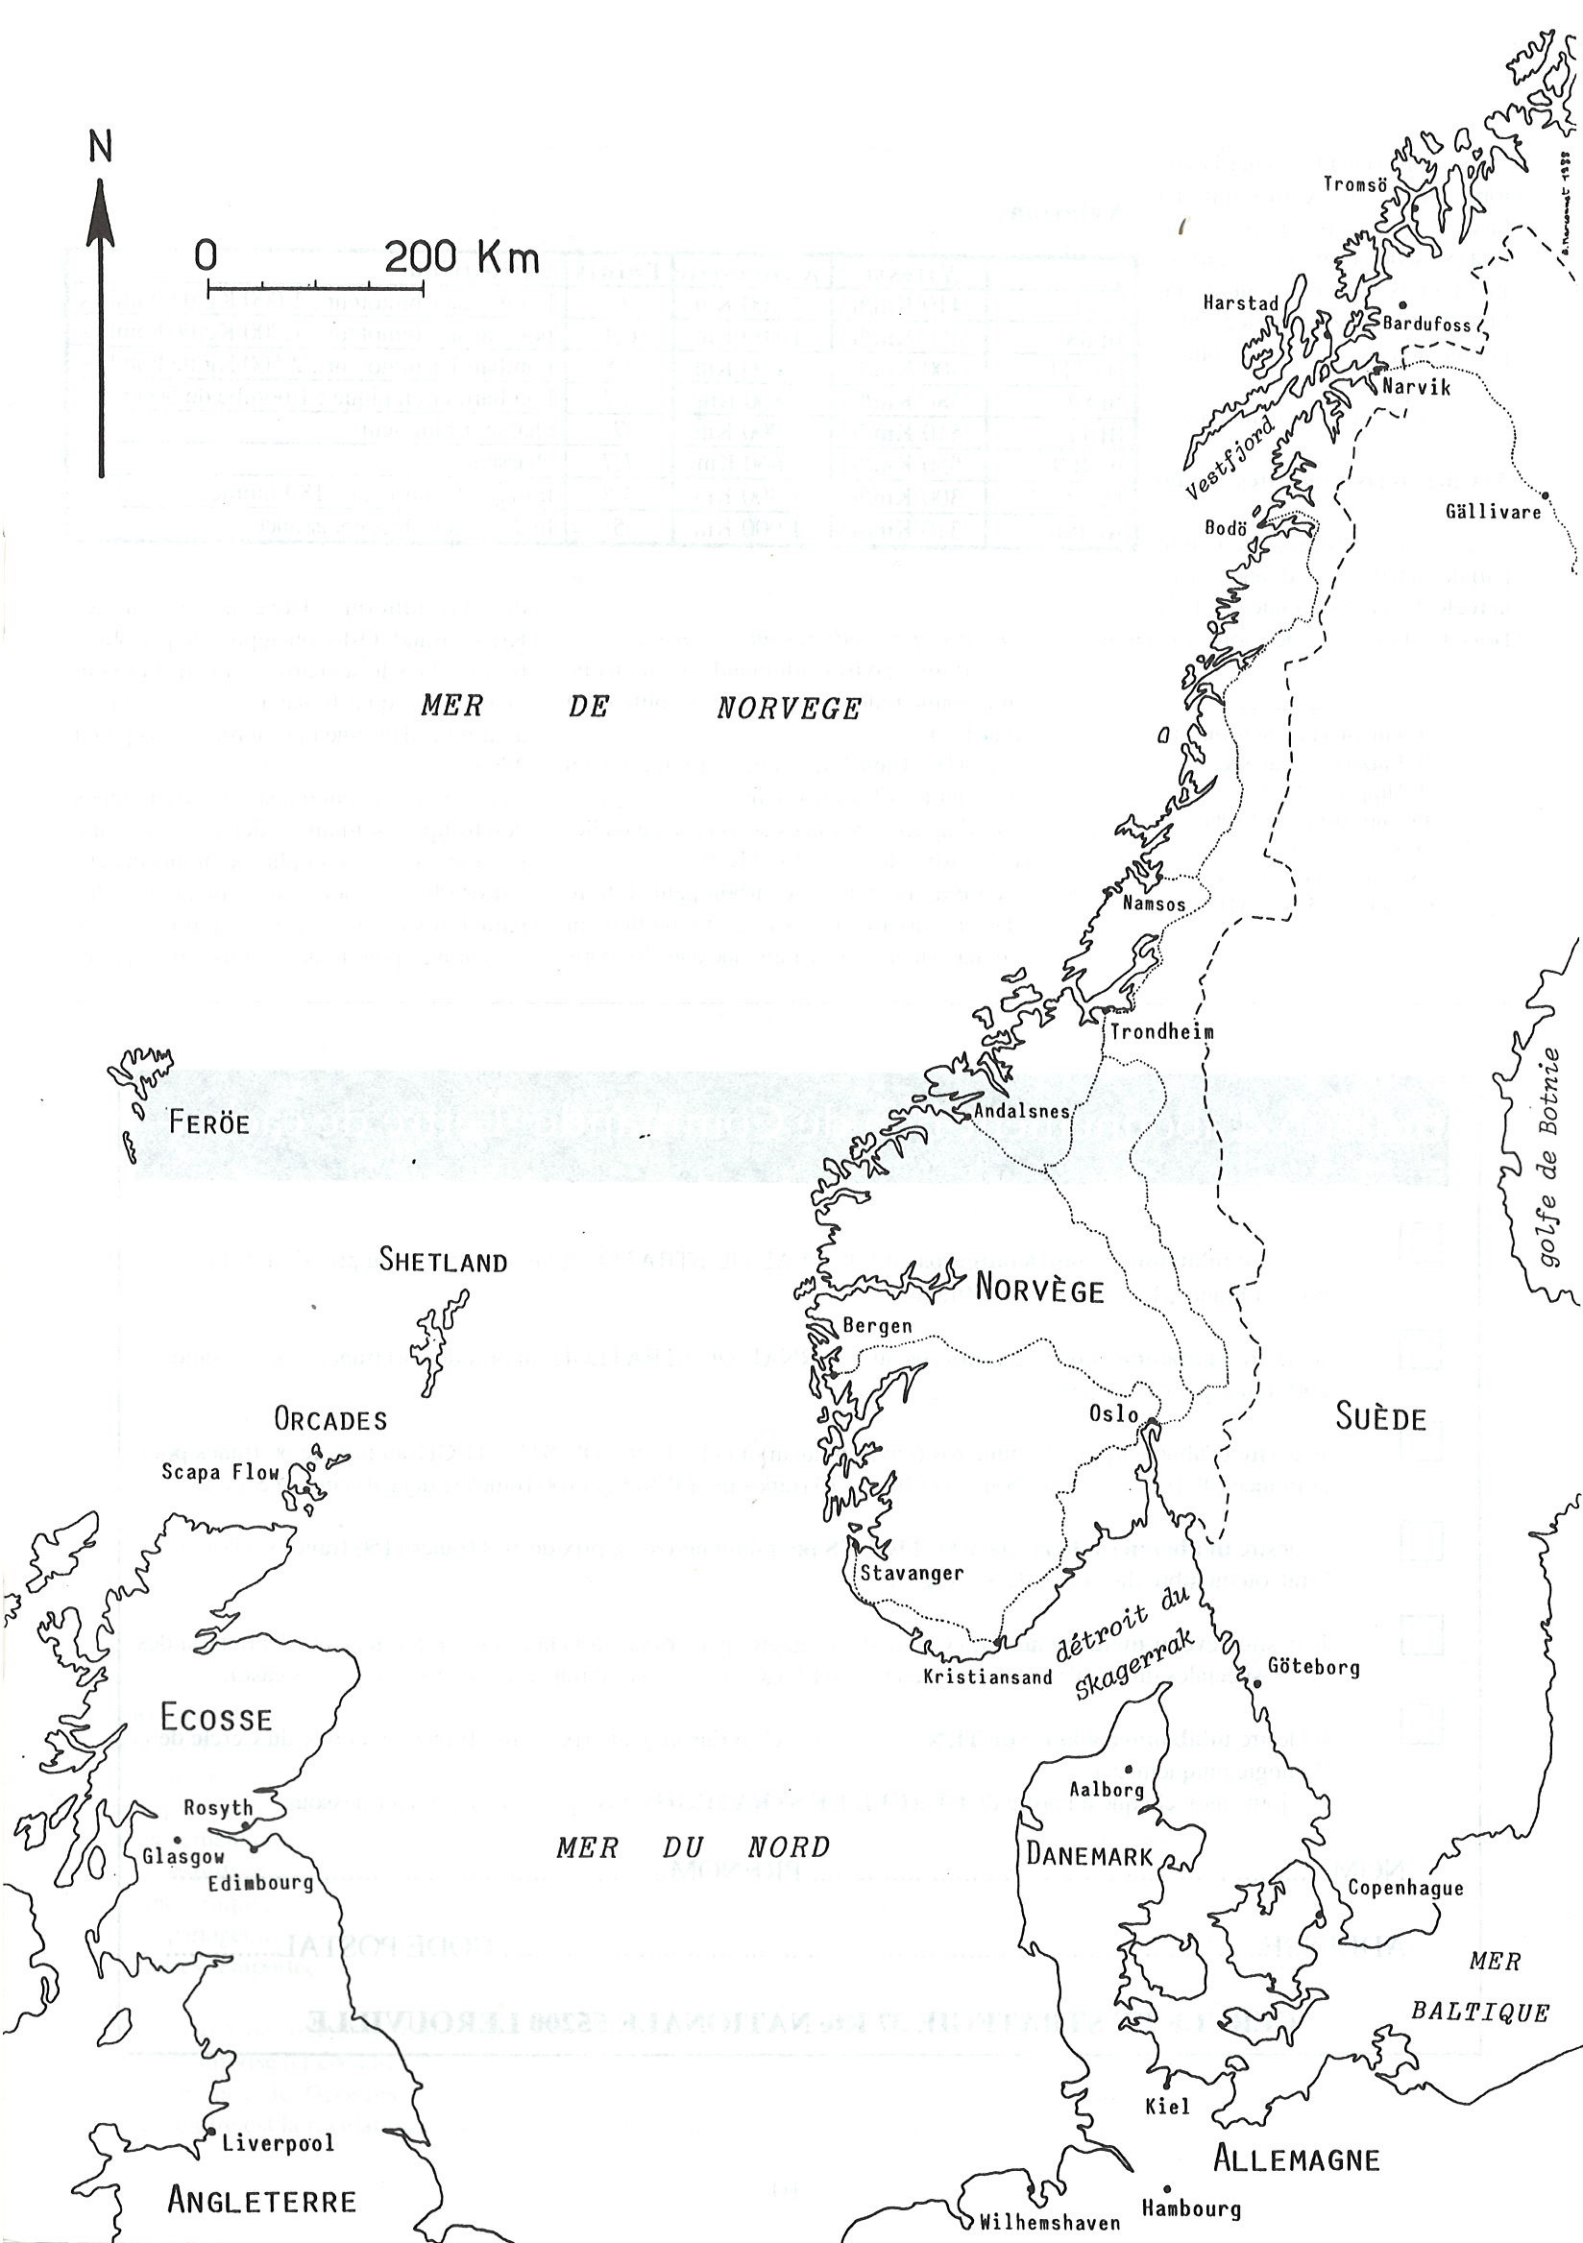 N
0 200 Km
Tromsö
Harstad
Bardufoss
Narvik
Vestfjord
Gällivare
Bodö
MER DE NORVEGE
Namsos
Trondheim
golfe de Botnie
FERÖE
Andalsnes
SHETLAND
NORVÈGE
Bergen
ORCADES
Oslo
SUÈDE
Scapa Flow
Stavanger
détroit du
Skagerrak
Kristiansand
Göteborg
ECOSSE
Aalborg
Rosyth
Glasgow
Edimbourg
MER DU NORD
DANEMARK
Copenhague
MER
BALTIQUE
Kiel
Liverpool
ALLEMAGNE
ANGLETERRE
Hambourg
Wilhemshaven